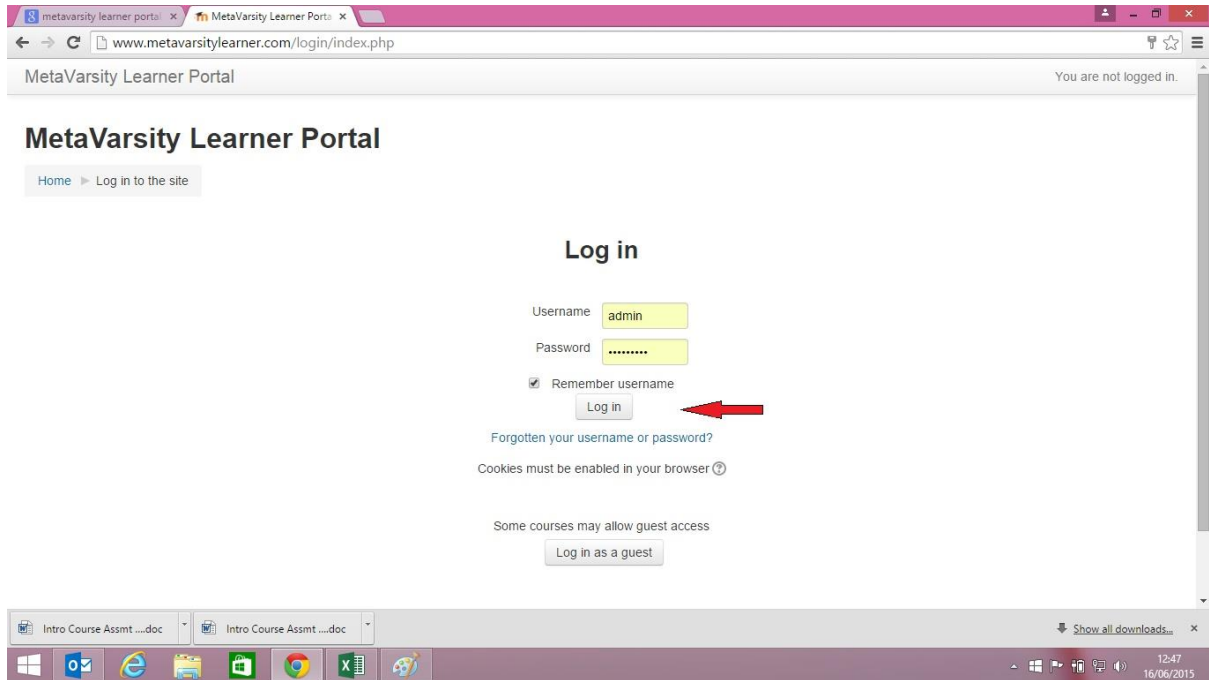 metavarsity learner portal
MetaVarsity Learner Porta
www.metavarsitylearner.com/login/index.php
MetaVarsity Learner Portal
You are not logged in.
MetaVarsity Learner Portal
Home
Log in to the site
Log in
Username
admin
Password
•••••••••
Remember username
Log in
Forgotten your username or password?
Cookies must be enabled in your browser
Some courses may allow guest access
Log in as a guest
Intro Course Assmt ....doc
Intro Course Assmt ....doc
Show all downloads...
12:47
16/06/2015